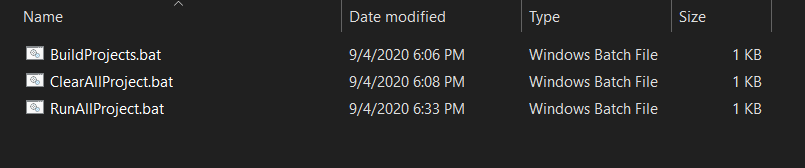 Name Date modified Type Size
BuildProjects.bat 9/4/2020 6:06 PM Windows Batch File 1 KB
ClearAllProject.bat 9/4/2020 6:08 PM Windows Batch File 1 KB
RunAllProject.bat 9/4/2020 6:33 PM Windows Batch File 1 KB